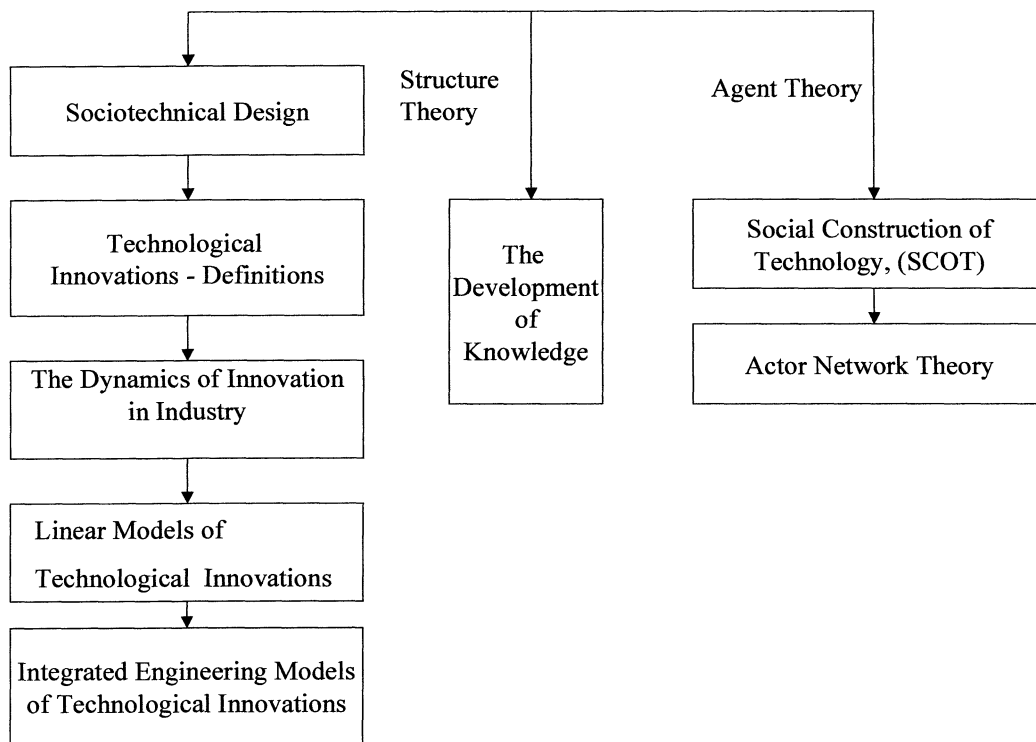 Sociotechnical Design
Technological
Innovations - Definitions
The Dynamics of Innovation
in Industry
Linear Models of
Technological Innovations
Integrated Engineering Models
of Technological Innovations
Structure
Theory
The
Development
of
Knowledge
Agent Theory
Social Construction of
Technology, (SCOT)
Actor Network Theory